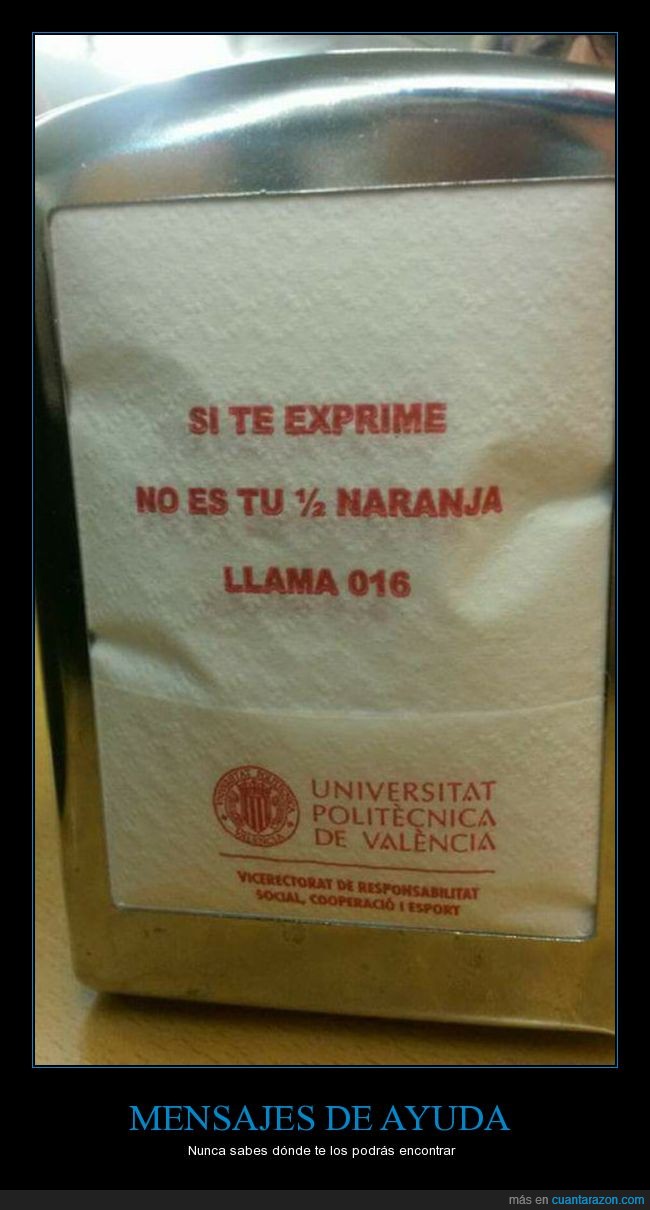 SI TE EXPRIME
NO ES TU ½ NARANJA
LLAMA 016
UNIVERSITAT
POLITÈCNICA
DE VALÈNCIA
VICERECTORAT DE RESPONSABILITAT
SOCIAL, COOPERACIÓ I ESPORT
MENSAJES DE AYUDA
Nunca sabes dónde te los podrás encontrar
más en cuantarazon.com